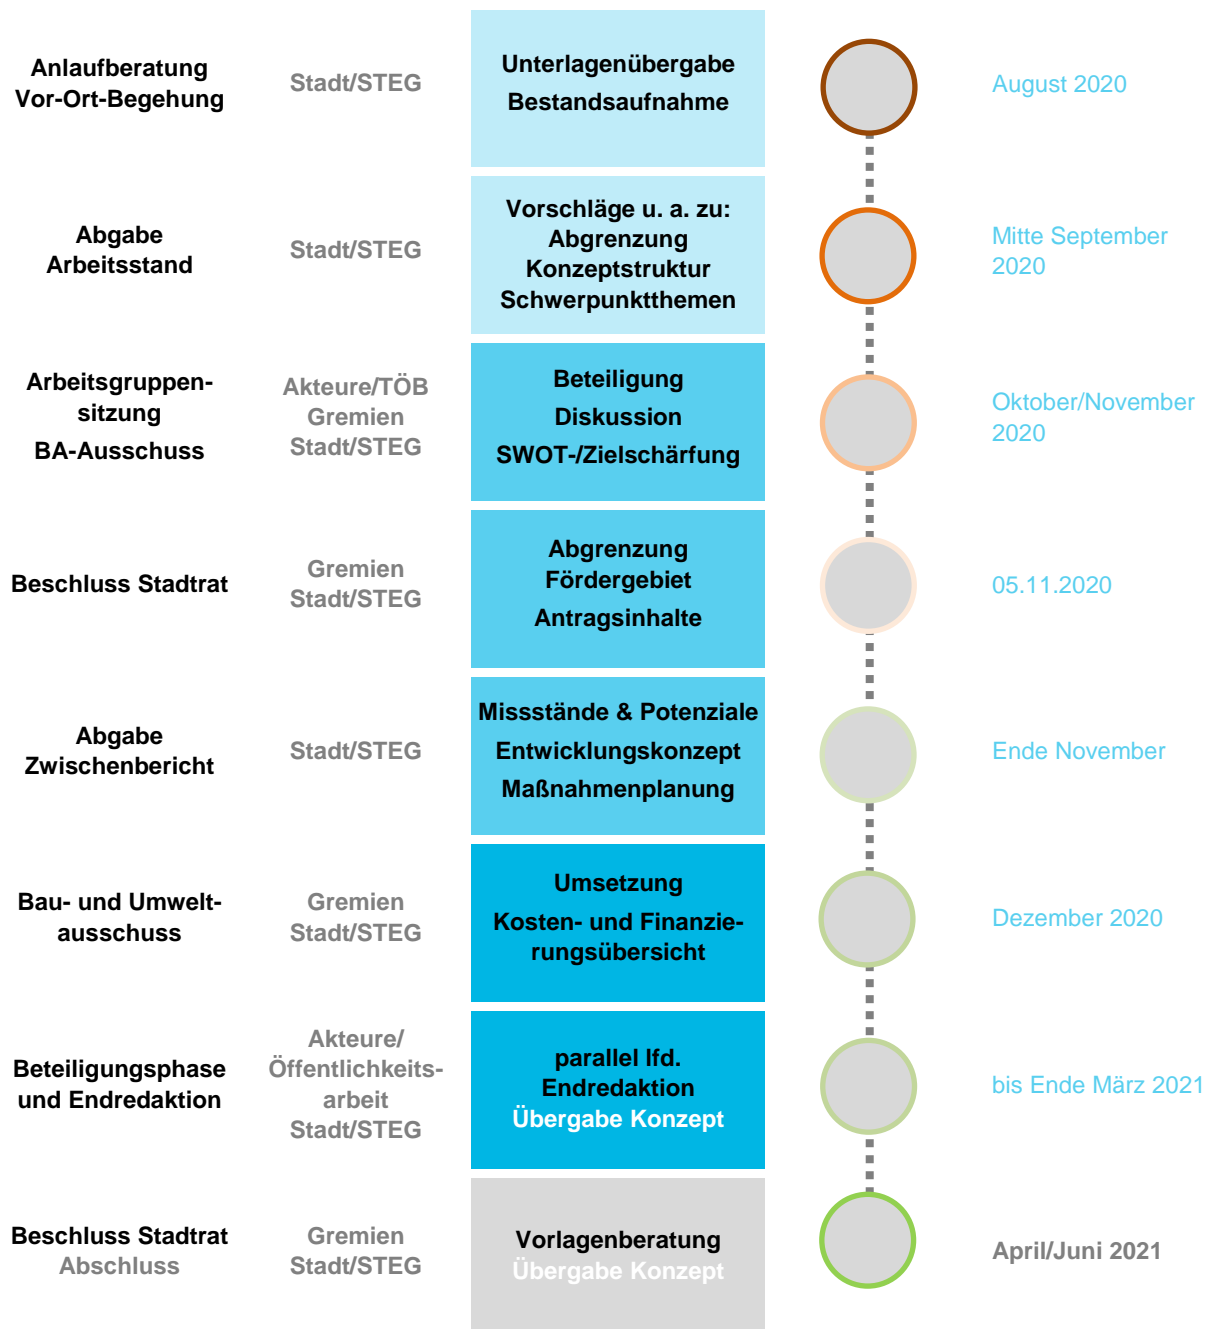 Anlaufberatung
Vor-Ort-Begehung
Stadt/STEG
Unterlagenübergabe
Bestandsaufnahme
August 2020
Abgabe
Arbeitsstand
Stadt/STEG
Vorschläge u. a. zu:
Abgrenzung
Konzeptstruktur
Schwerpunktthemen
Mitte September
2020
Arbeitsgruppen-
sitzung
BA-Ausschuss
Akteure/TÖB
Gremien
Stadt/STEG
Beteiligung
Diskussion
SWOT-/Zielschärfung
Oktober/November
2020
Beschluss Stadtrat
Gremien
Stadt/STEG
Abgrenzung
Fördergebiet
Antragsinhalte
05.11.2020
Abgabe
Zwischenbericht
Stadt/STEG
Missstände & Potenziale
Entwicklungskonzept
Maßnahmenplanung
Ende November
Bau- und Umwelt-
ausschuss
Gremien
Stadt/STEG
Umsetzung
Kosten- und Finanzie-
rungsübersicht
Dezember 2020
Beteiligungsphase
und Endredaktion
Akteure/
Öffentlichkeits-
arbeit
Stadt/STEG
parallel lfd.
Endredaktion
Übergabe Konzept
bis Ende März 2021
Beschluss Stadtrat
Abschluss
Gremien
Stadt/STEG
Vorlagenberatung
Übergabe Konzept
April/Juni 2021